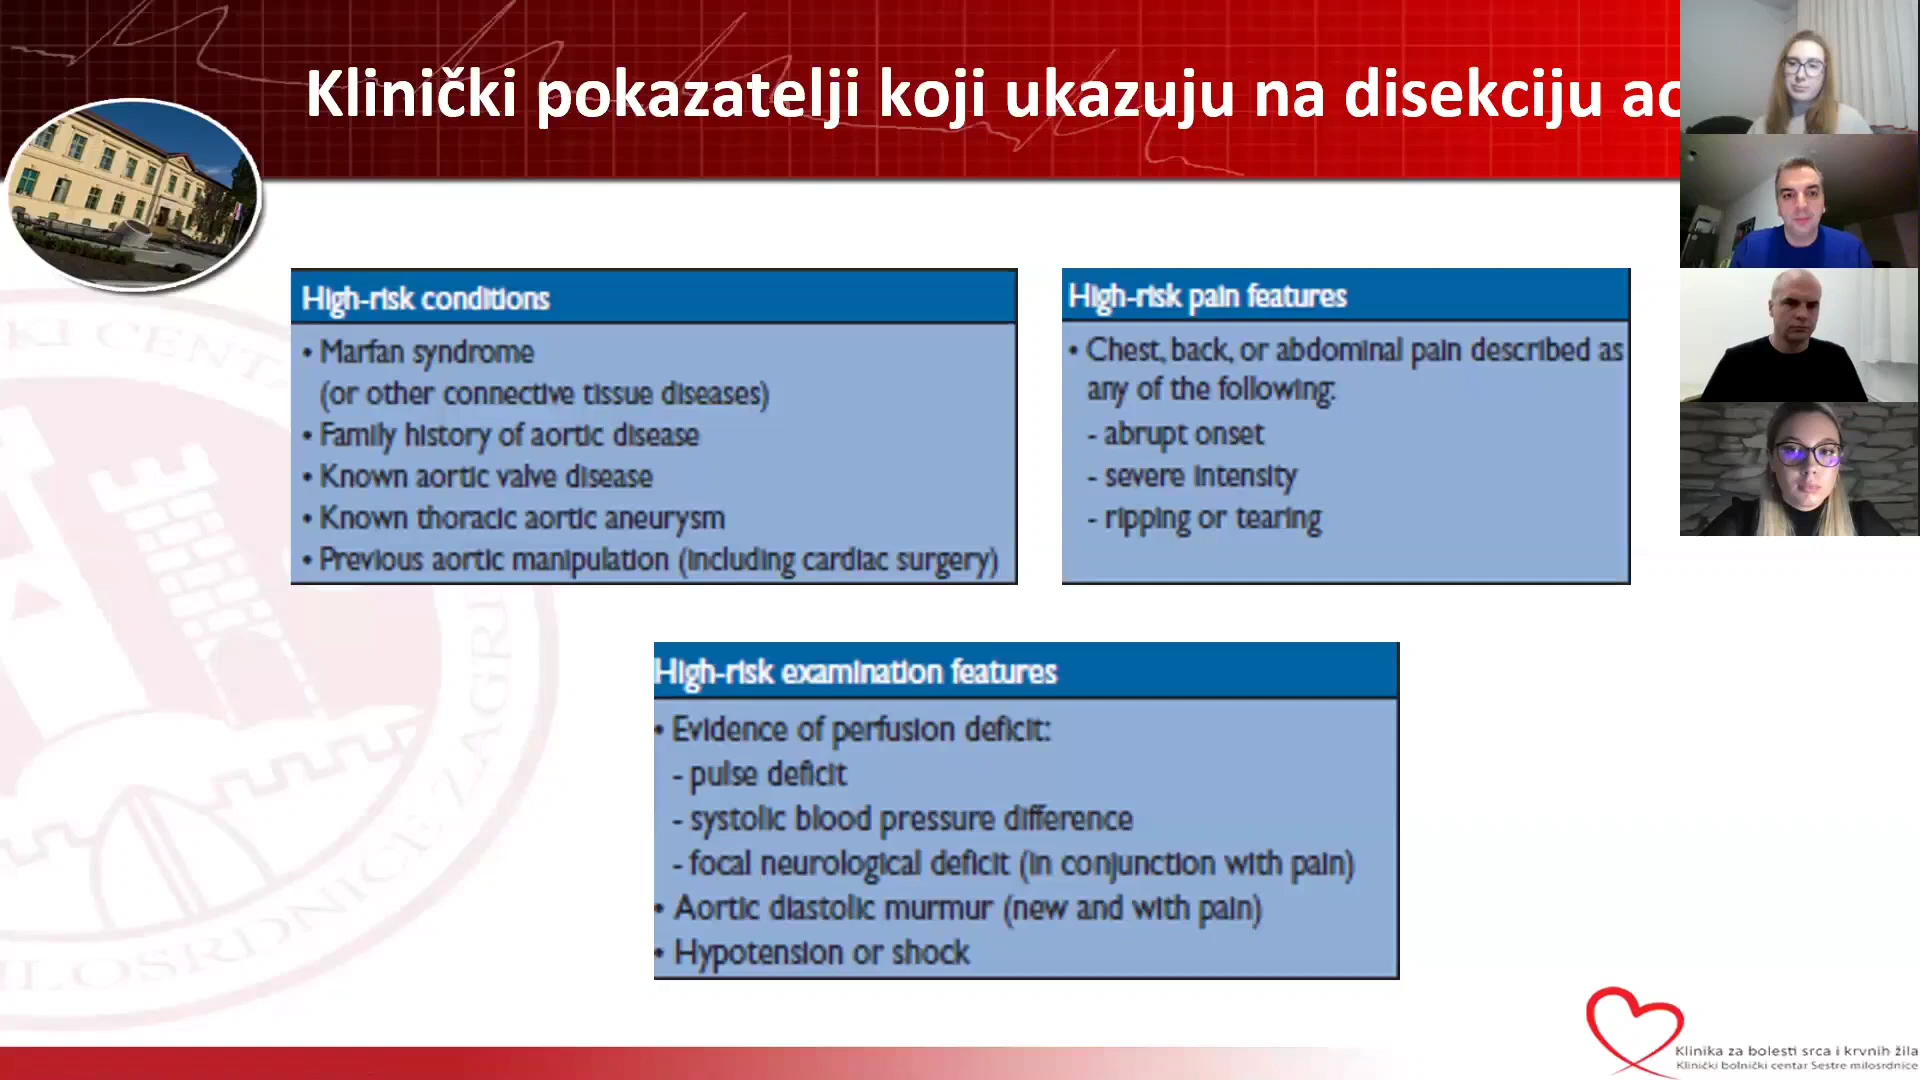 Klinički pokazatelji koji ukazuju na disekciju ao
High-risk conditions
• Marfan syndrome
(or other connective tissue diseases)
• Family history of aortic disease
• Known aortic valve disease
• Known thoracic aortic aneurysm
• Previous aortic manipulation (including cardiac surgery)
High-risk pain features
• Chest, back, or abdominal pain described as
any of the following:
- abrupt onset
- severe intensity
- ripping or tearing
High-risk examination features
• Evidence of perfusion deficit:
- pulse deficit
- systolic blood pressure difference
- focal neurological deficit (in conjunction with pain)
• Aortic diastolic murmur (new and with pain)
• Hypotension or shock
KI CENTA
ILOSRDNICE ZAGRE
Klinika za bolesti srca i krvnih žila
Klinički bolnički centar Sestre milosrdnice